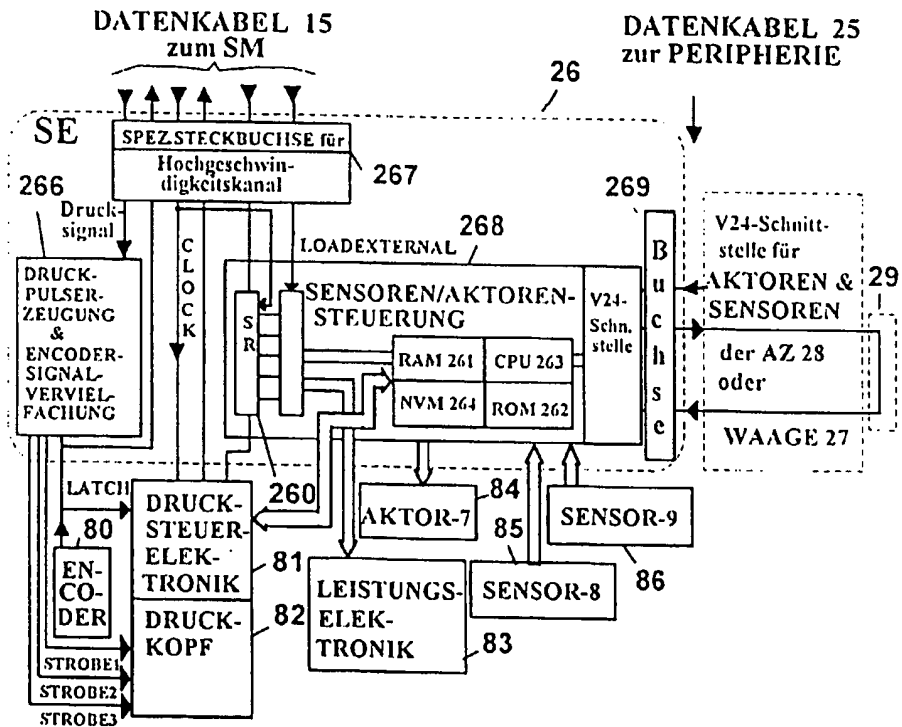 DATENKABEL 15
zum SM
DATENKABEL 25
zur PERIPHERIE
26
SE
SPEZ.STECKBUCHSE für
Hochgeschwin-
digkeitskanal
267
266
Druck-
signal
269
268
CLOCK
LOADEXTERNAL
DRUCK-
PULSER-
ZEUGUNG
&
ENCODER-
SIGNAL-
VERVIEL-
FACHUNG
SR
SENSOREN/AKTOREN-
STEUERUNG
RAM 261
CPU 263
NVM 264
ROM 262
V24-
Schn.
stelle
Buchse
V24-Schnitt-
stelle für
AKTOREN &
SENSOREN
der AZ 28
oder
WAAGE 27
29
260
LATCH
80
EN-
CO-
DER
DRUCK-
STEUER-
ELEK-
TRONIK
81
DRUCK-
KOPF
82
STROBE1
STROBE2
STROBE3
AKTOR-7
84
LEISTUNGS-
ELEK-
TRONIK
83
85
SENSOR-8
SENSOR-9
86